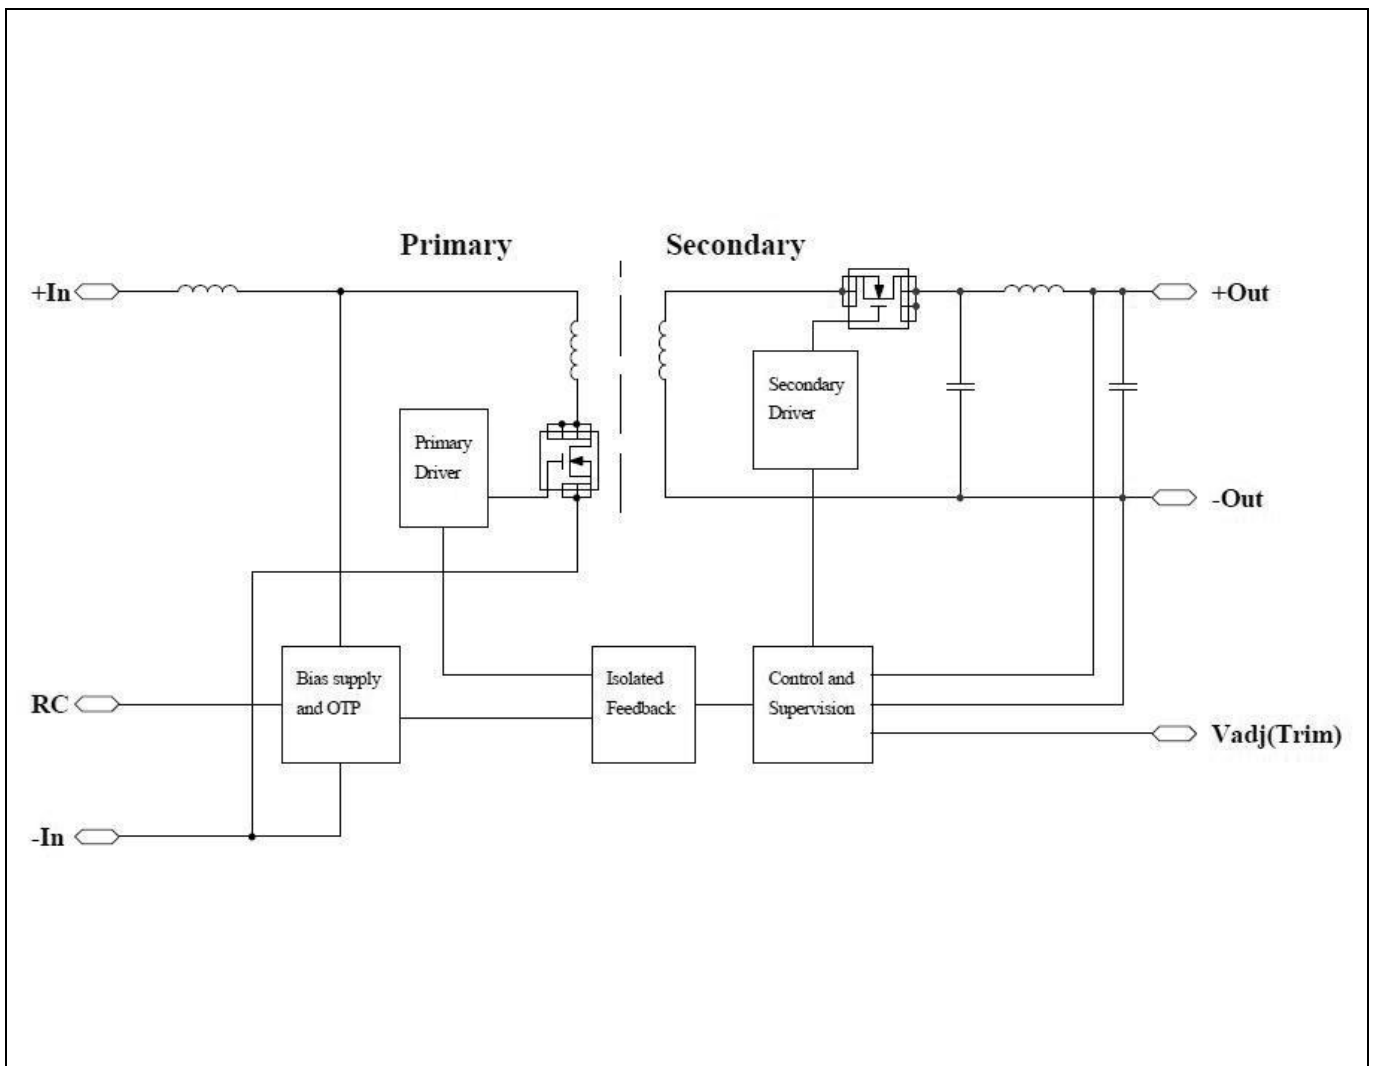 Primary
Secondary
+In
+Out
Secondary
Driver
Primary
Driver
-Out
Bias supply
and OTP
Isolated
Feedback
Control and
Supervision
RC
Vadj(Trim)
-In